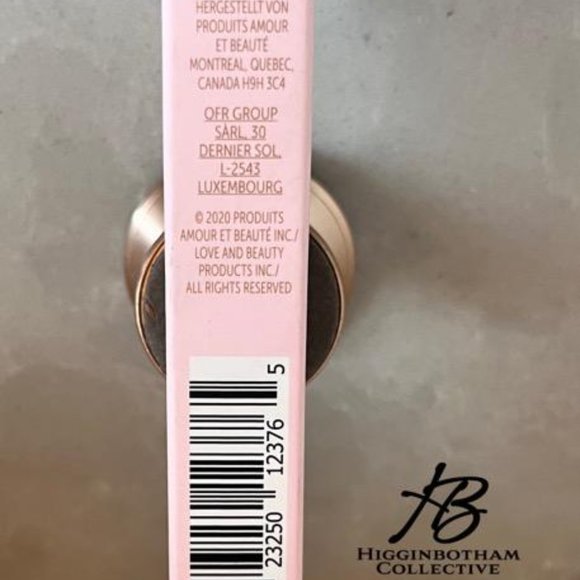 HERGESTELLT VON
PRODUITS AMOUR
ET BEAUTÉ
MONTREAL, QUEBEC,
CANADA H9H 3C4
OFR GROUP
SÀRL, 30
DERNIER SOL,
L-2543
LUXEMBOURG
© 2020 PRODUITS
AMOUR ET BEAUTÉ INC./
LOVE AND BEAUTY
PRODUCTS INC./
ALL RIGHTS RESERVED
23250 12376 5
HB
HIGGINBOTHAM
COLLECTIVE